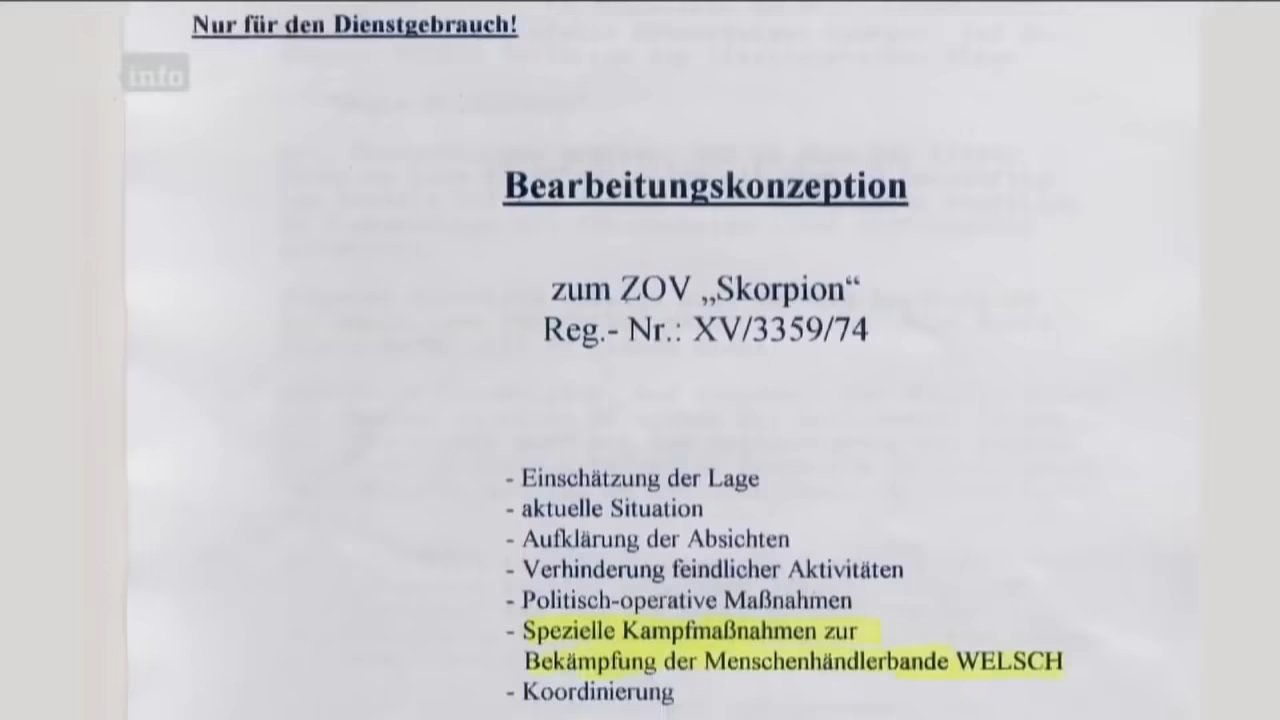 Nur für den Dienstgebrauch!
info
Bearbeitungskonzeption
zum ZOV „Skorpion“
Reg.- Nr.: XV/3359/74
- Einschätzung der Lage
- aktuelle Situation
- Aufklärung der Absichten
- Verhinderung feindlicher Aktivitäten
- Politisch-operative Maßnahmen
- Spezielle Kampfmaßnahmen zur
Bekämpfung der Menschenhändlerbande WELSCH
- Koordinierung